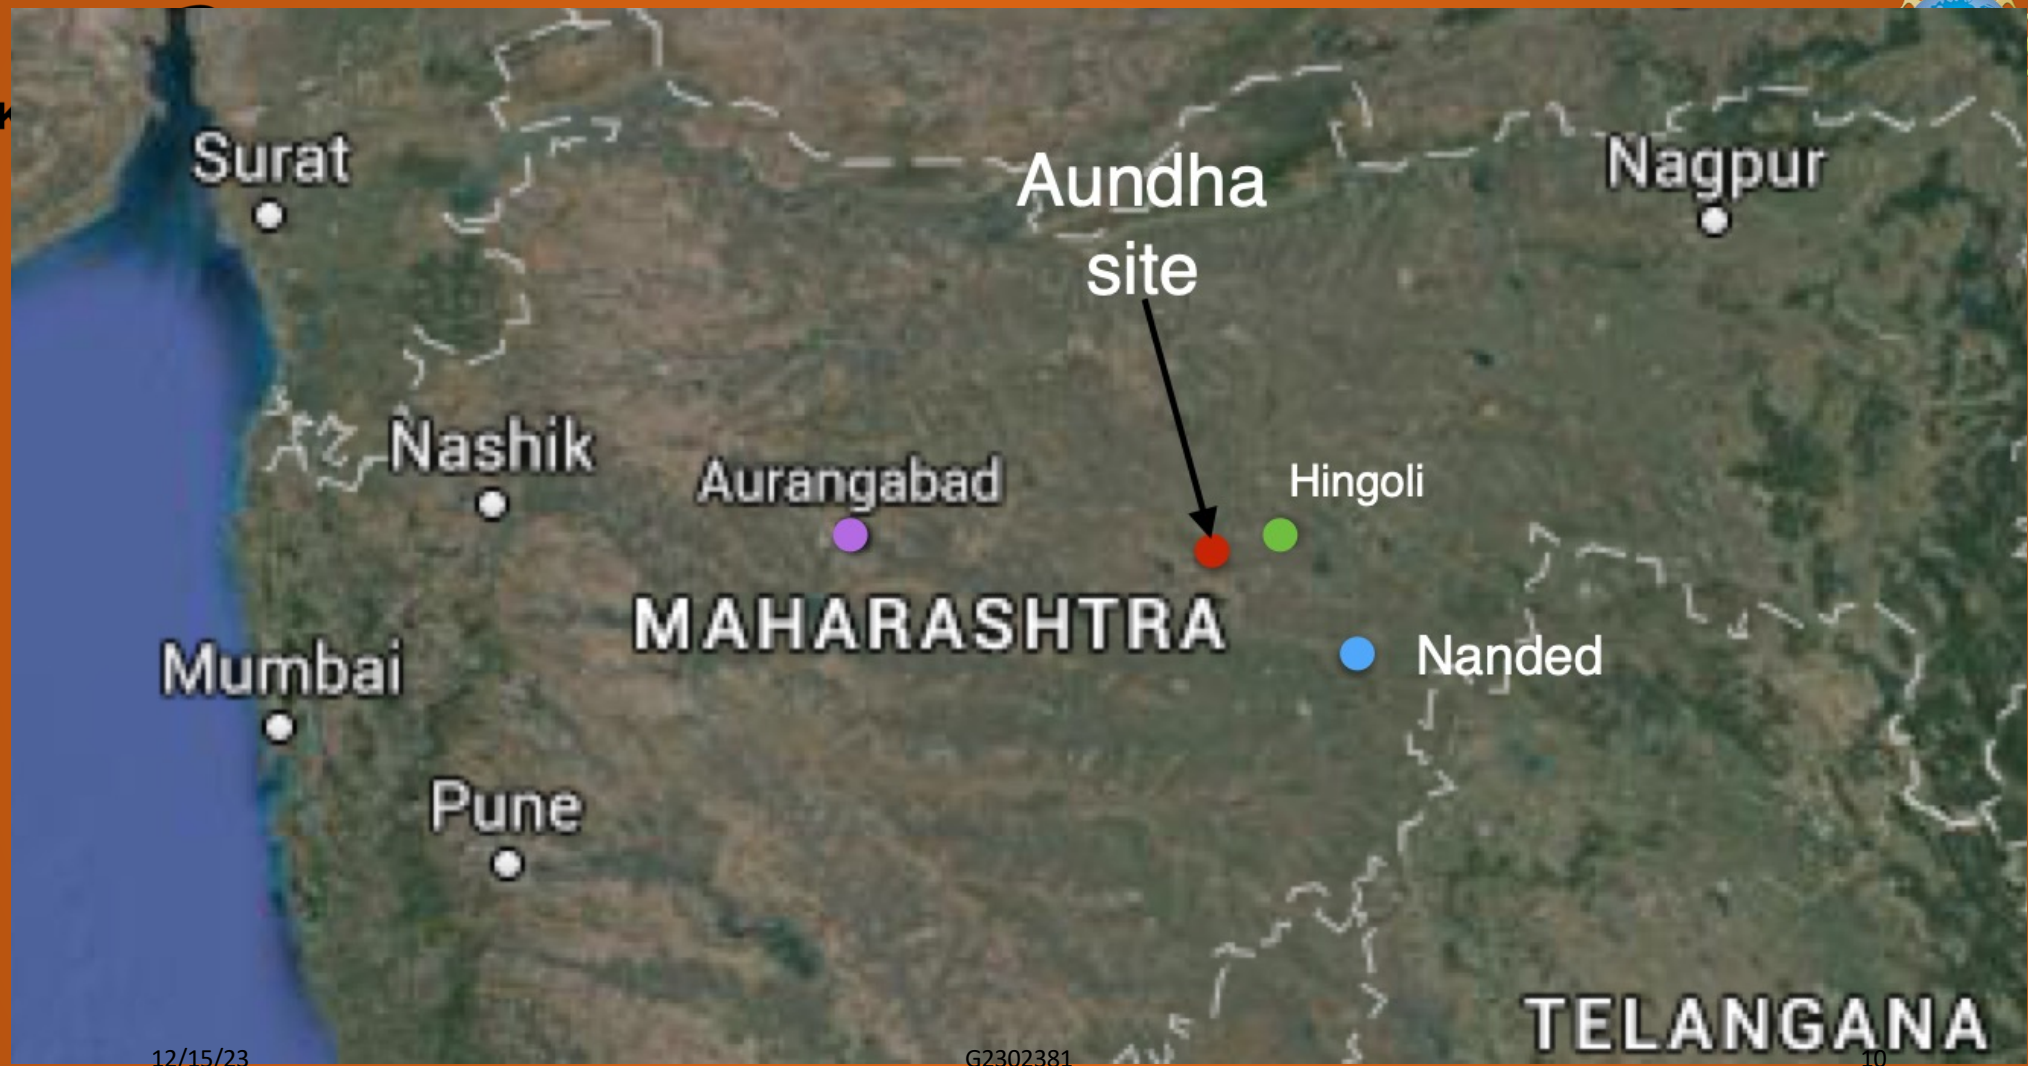 K
Surat
Aundha
site
Nagpur
Nashik
Aurangabad
Hingoli
MAHARASHTRA
Mumbai
Nanded
Pune
TELANGANA
12/15/23
G2302381
10